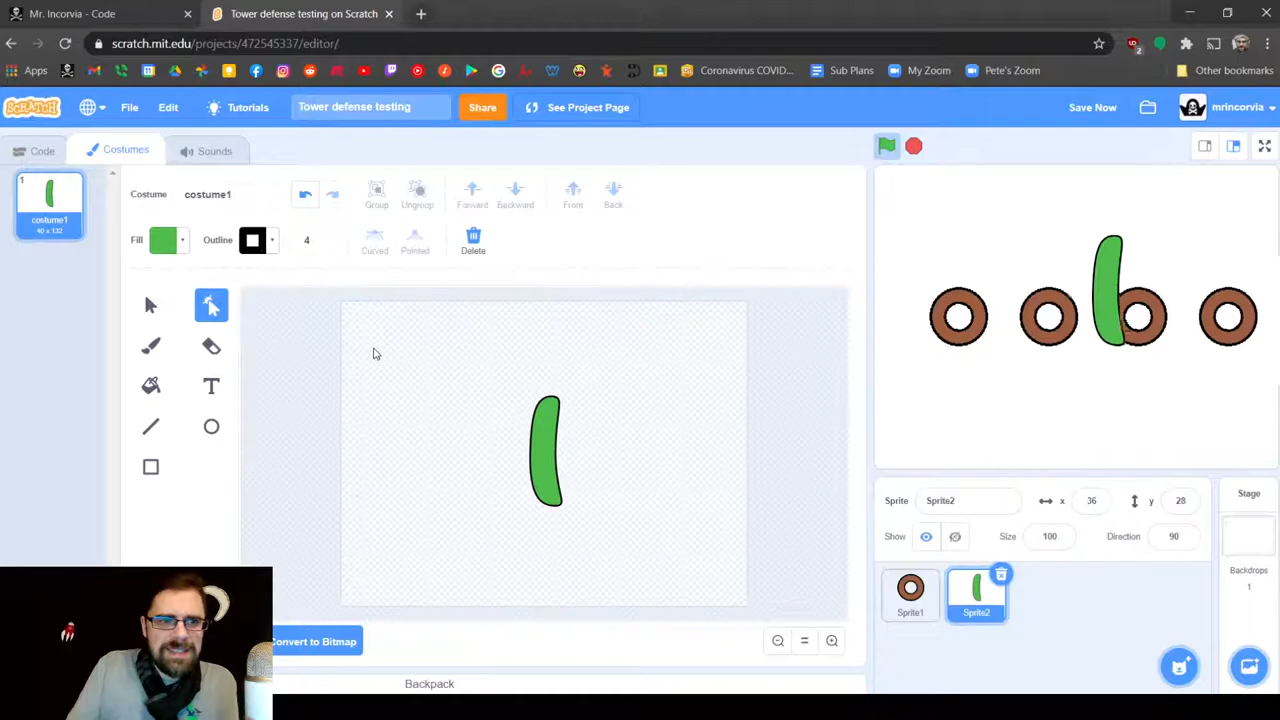 Mr. Incorvia - Code
Tower defense testing on Scratch
scratch.mit.edu/projects/472545337/editor/
2
Apps
Coronavirus COVID...
Sub Plans
My Zoom
Pete's Zoom
Other bookmarks
SCRATCH
File
Edit
Tutorials
Tower defense testing
Share
See Project Page
Save Now
mrincorvia
Code
Costumes
Sounds
1
costume1
40 x 132
Costume
costume1
Group
Ungroup
Forward
Backward
Front
Back
Fill
Outline
4
Curved
Pointed
Delete
T
Convert to Bitmap
Backpack
Sprite
Sprite2
x
36
y
28
Show
Size
100
Direction
90
Sprite1
Sprite2
Stage
Backdrops
1